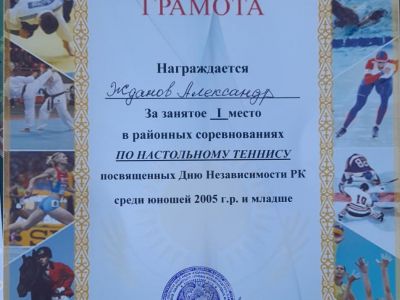 ГРАМОТА
Награждается
Жданов Александр
За занятое I место
в районных соревнованиях
ПО НАСТОЛЬНОМУ ТЕННИСУ
посвященных Дню Независимости РК
среди юношей 2005 г.р. и младше